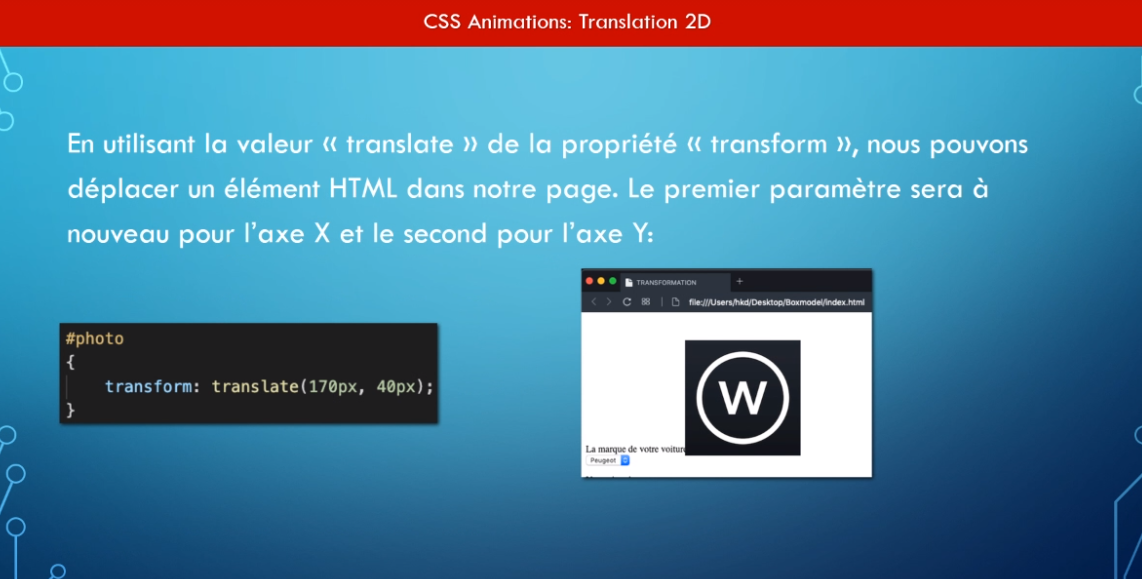 CSS Animations: Translation 2D
En utilisant la valeur « translate » de la propriété « transform », nous pouvons
déplacer un élément HTML dans notre page. Le premier paramètre sera à
nouveau pour l'axe X et le second pour l'axe Y:
#photo
{
transform: translate(170px, 40px);
}
TRANSFORMATION
file:///Users/hkd/Desktop/Boxmodel/index.html
W
La marque de votre voiture
Peugeot